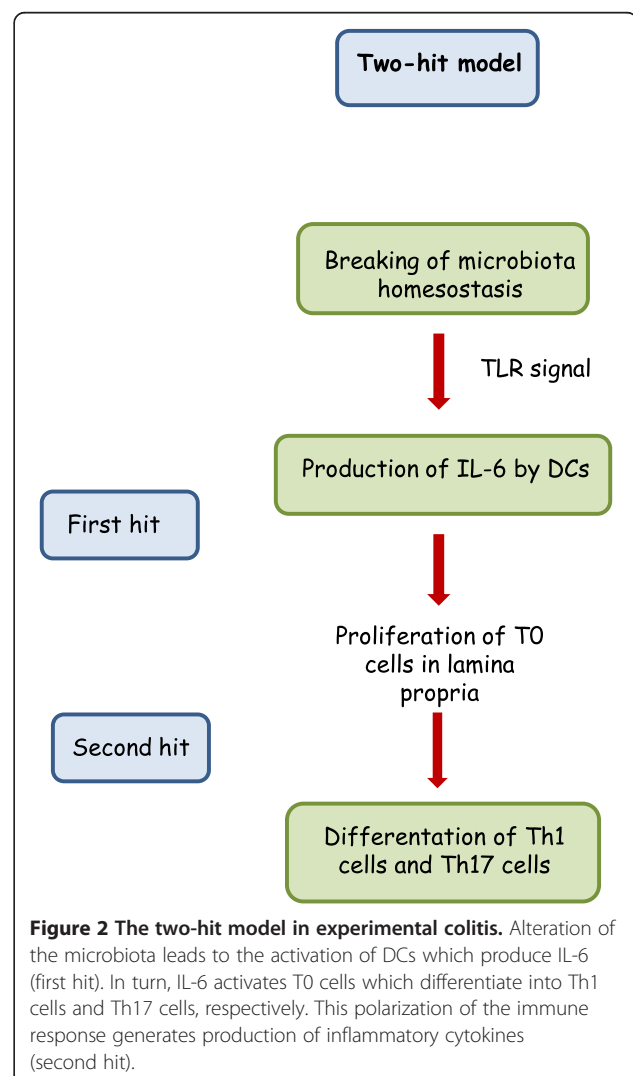 Two-hit model
Breaking of microbiota
homesostasis
TLR signal
Production of IL-6 by DCs
First hit
Proliferation of T0
cells in lamina
propria
Second hit
Differentation of Th1
cells and Th17 cells
Figure 2 The two-hit model in experimental colitis. Alteration of
the microbiota leads to the activation of DCs which produce IL-6
(first hit). In turn, IL-6 activates T0 cells which differentiate into Th1
cells and Th17 cells, respectively. This polarization of the immune
response generates production of inflammatory cytokines
(second hit).